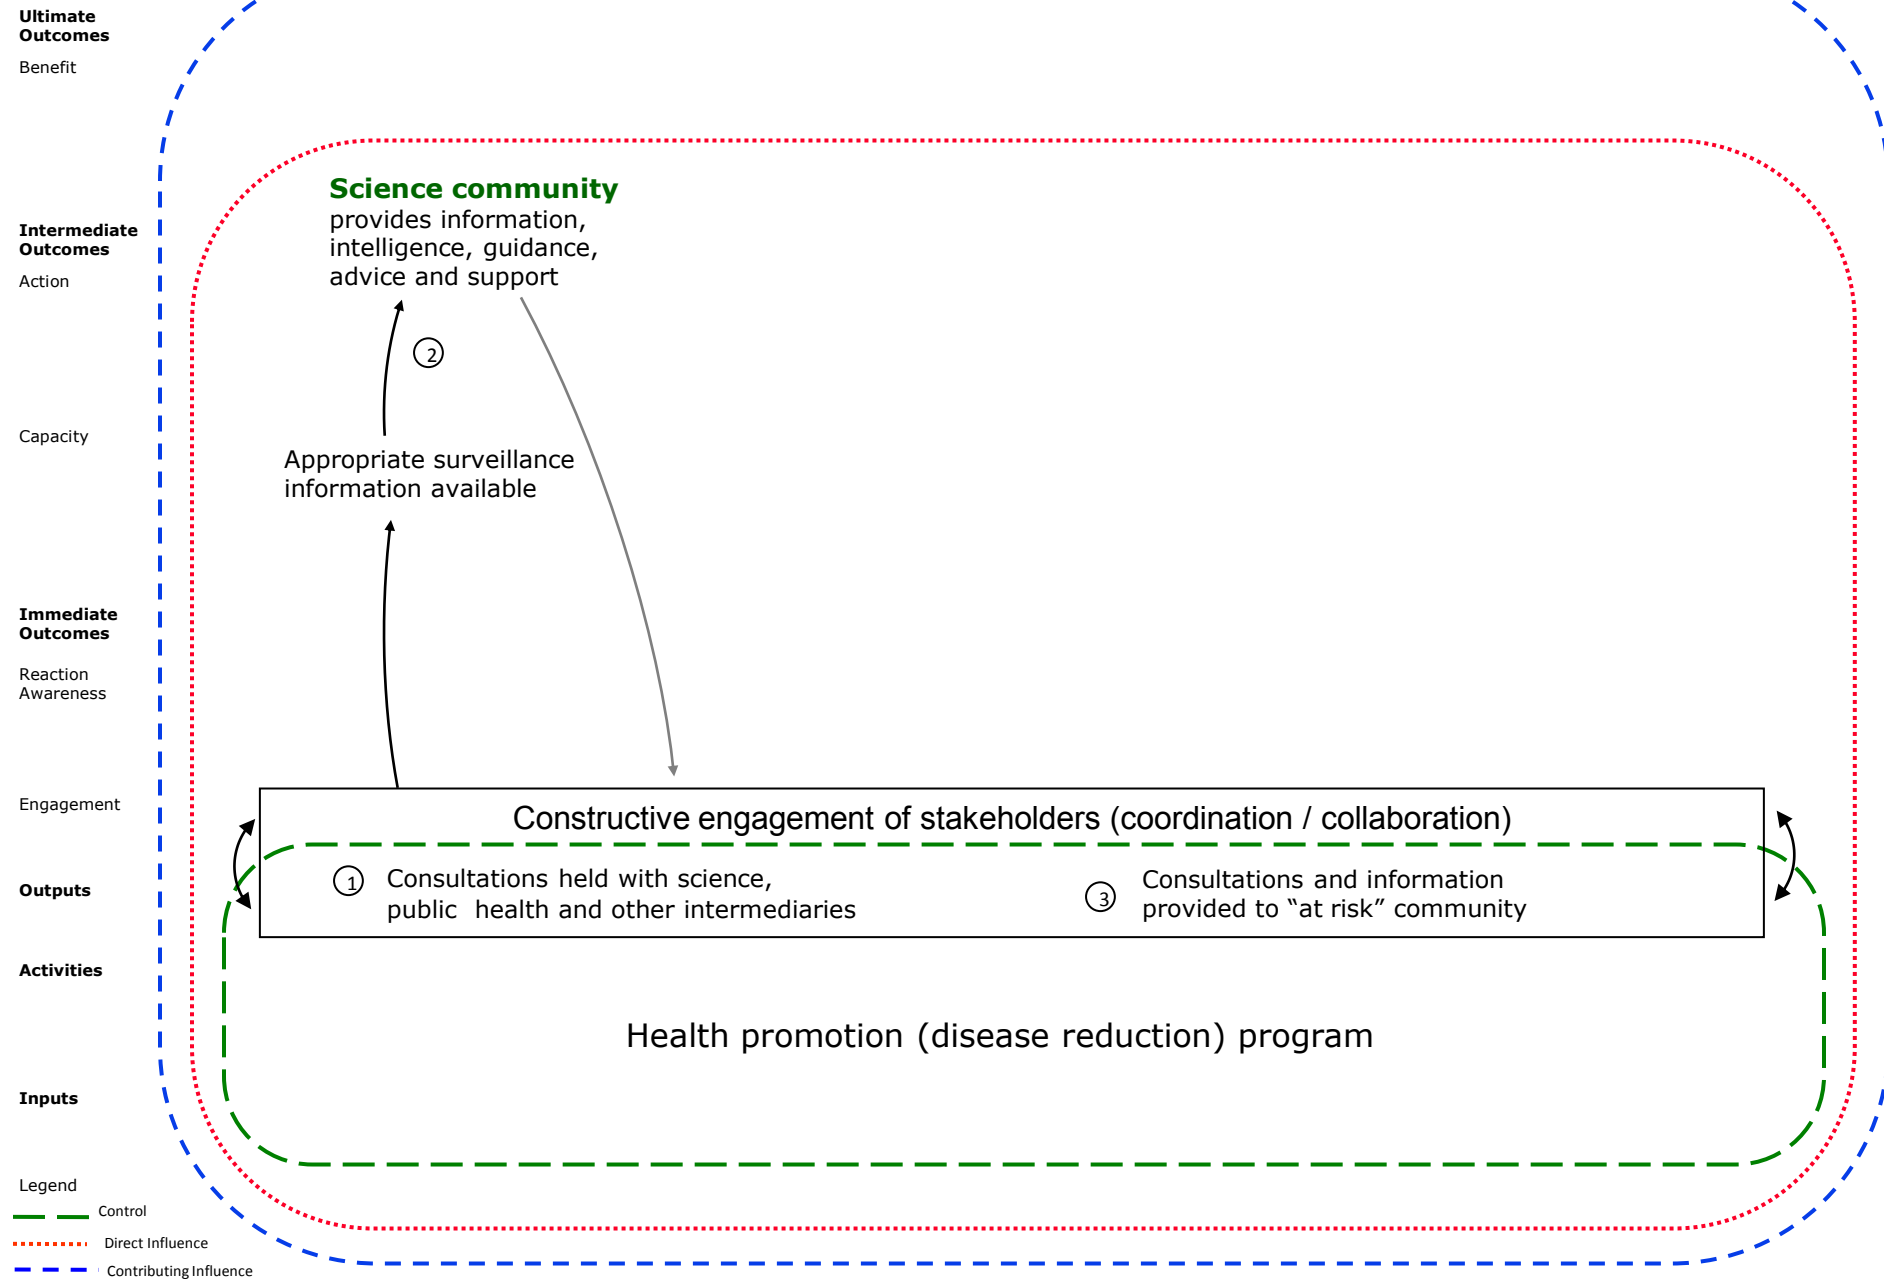 Ultimate
Outcomes
Benefit
Science community
provides information,
intelligence, guidance,
advice and support
Intermediate
Outcomes
Action
2
Capacity
Appropriate surveillance
information available
Immediate
Outcomes
Reaction
Awareness
Engagement
Constructive engagement of stakeholders (coordination / collaboration)
Outputs
1
Consultations held with science,
public health and other intermediaries
3
Consultations and information
provided to “at risk” community
Activities
Health promotion (disease reduction) program
Inputs
Legend
Control
Direct Influence
Contributing Influence